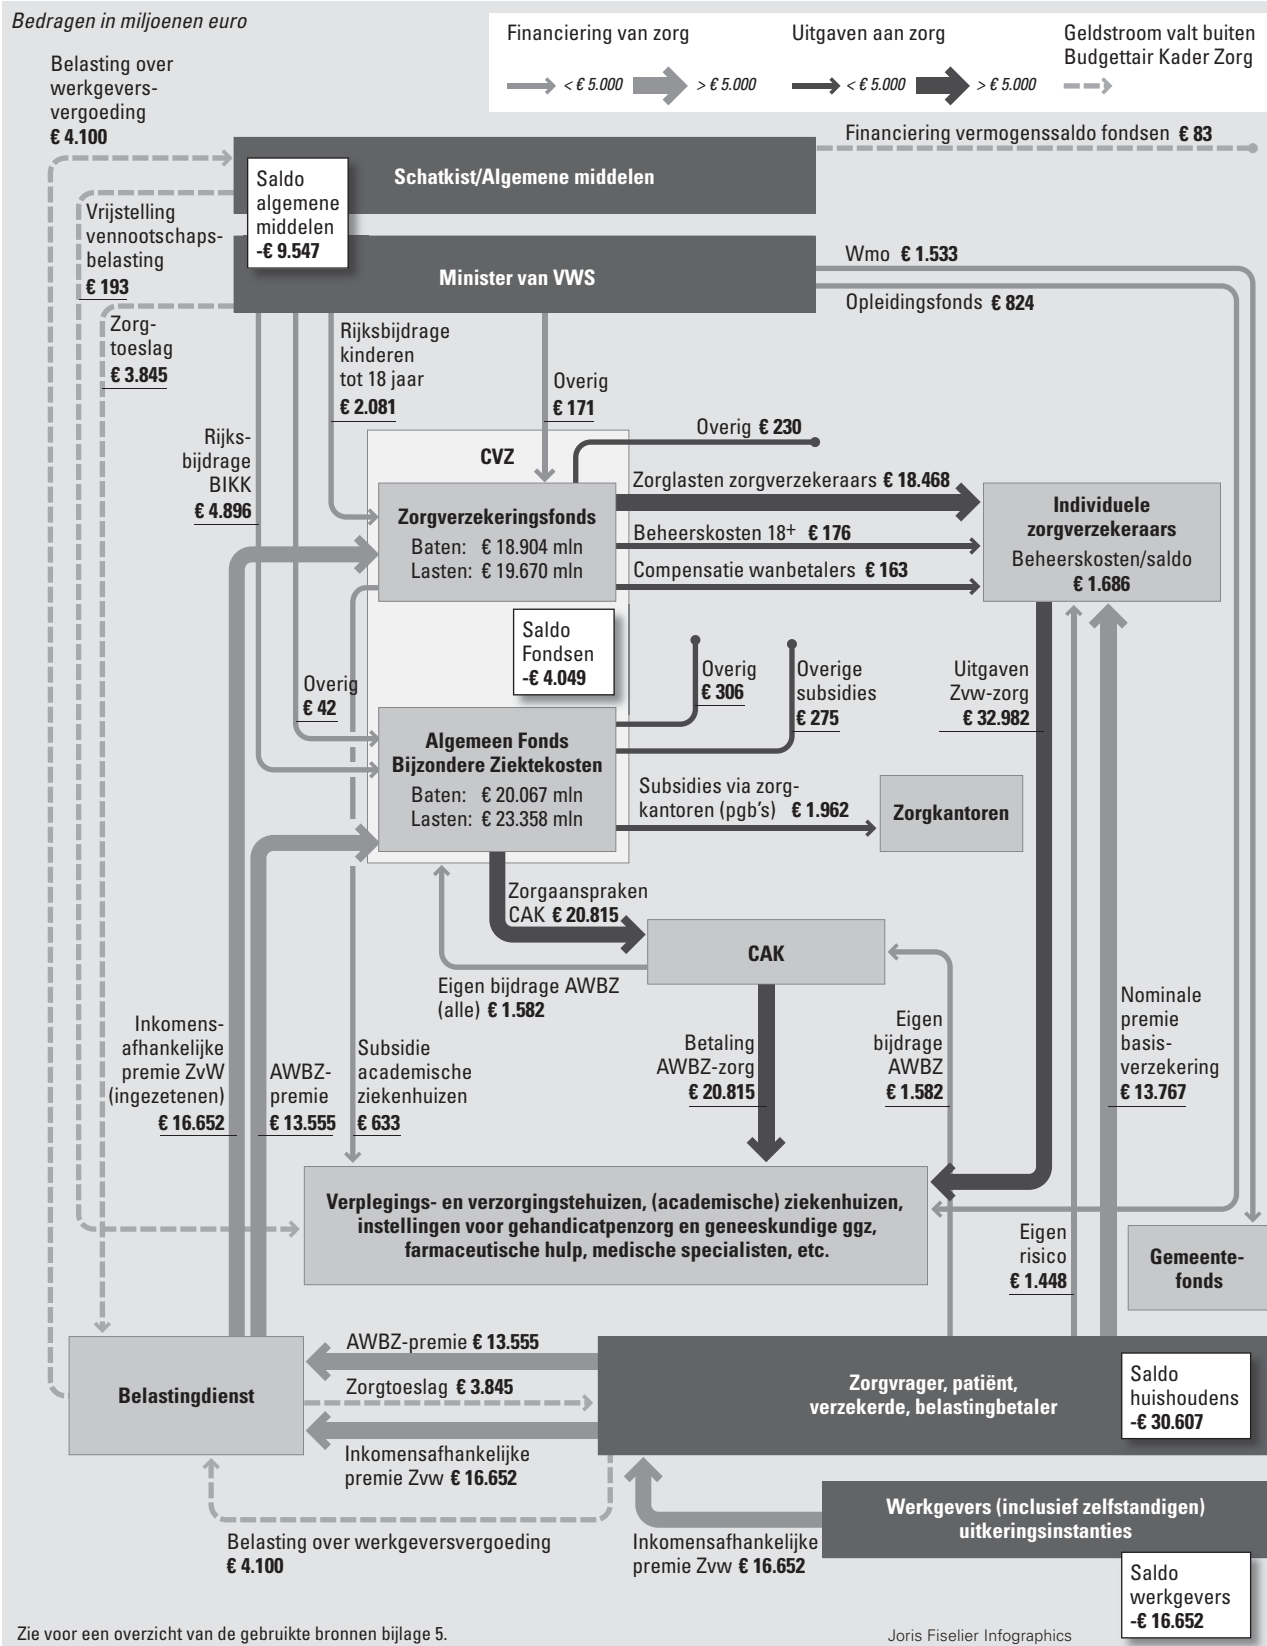 Bedragen in miljoenen euro
Financiering van zorg
< € 5.000
> € 5.000
Uitgaven aan zorg
< € 5.000
> € 5.000
Geldstroom valt buiten
Budgettair Kader Zorg
Belasting over
werkgevers-
vergoeding
€ 4.100
Financiering vermogenssaldo fondsen € 83
Schatkist/Algemene middelen
Saldo
algemene
middelen
-€ 9.547
Vrijstelling
vennootschaps-
belasting
€ 193
Minister van VWS
Wmo € 1.533
Opleidingsfonds € 824
Zorg-
toeslag
€ 3.845
Rijksbijdrage
kinderen
tot 18 jaar
€ 2.081
Overig
€ 171
Rijks-
bijdrage
BIKK
€ 4.896
Overig € 230
CVZ
Zorgverzekeringsfonds
Baten: € 18.904 mln
Lasten: € 19.670 mln
Zorglasten zorgverzekeraars € 18.468
Beheerskosten 18+ € 176
Compensatie wanbetalers € 163
Individuele
zorgverzekeraars
Beheerskosten/saldo
€ 1.686
Saldo
Fondsen
-€ 4.049
Overig
€ 42
Overig
€ 306
Overige
subsidies
€ 275
Uitgaven
Zvw-zorg
€ 32.982
Algemeen Fonds
Bijzondere Ziektekosten
Baten: € 20.067 mln
Lasten: € 23.358 mln
Subsidies via zorg-
kantoren (pgb's) € 1.962
Zorgkantoren
Zorgaanspraken
CAK € 20.815
CAK
Eigen bijdrage AWBZ
(alle) € 1.582
Inkomens-
afhankelijke
premie ZvW
(ingezetenen)
€ 16.652
AWBZ-
premie
€ 13.555
Subsidie
academische
ziekenhuizen
€ 633
Betaling
AWBZ-zorg
€ 20.815
Eigen
bijdrage
AWBZ
€ 1.582
Nominale
premie
basis-
verzekering
€ 13.767
Verplegings- en verzorgingstehuizen, (academische) ziekenhuizen,
instellingen voor gehandicatpenzorg en geneeskundige ggz,
farmaceutische hulp, medische specialisten, etc.
Eigen
risico
€ 1.448
Gemeente-
fonds
Belastingdienst
AWBZ-premie € 13.555
Zorgtoeslag € 3.845
Inkomensafhankelijke
premie Zvw € 16.652
Zorgvrager, patiënt,
verzekerde, belastingbetaler
Saldo
huishoudens
-€ 30.607
Belasting over werkgeversvergoeding
€ 4.100
Inkomensafhankelijke
premie Zvw € 16.652
Werkgevers (inclusief zelfstandigen)
uitkeringsinstanties
Saldo
werkgevers
-€ 16.652
Zie voor een overzicht van de gebruikte bronnen bijlage 5.
Joris Fiselier Infographics